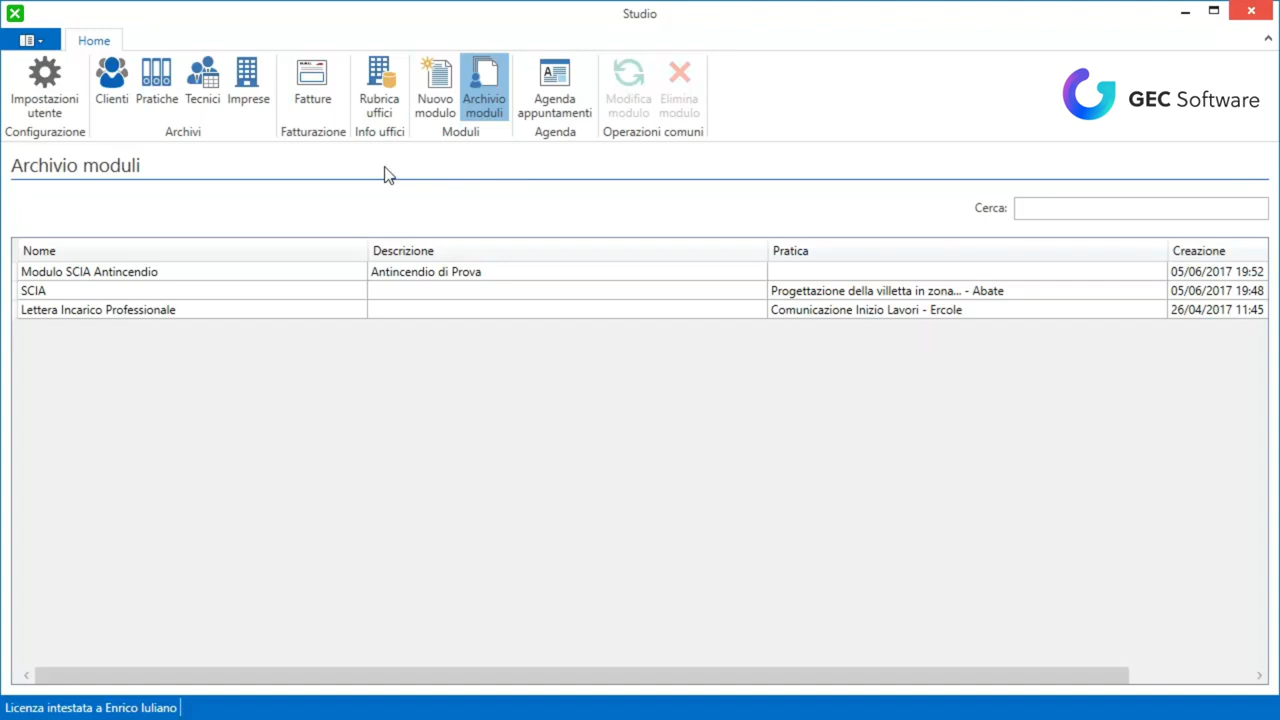 Studio
Home
Impostazioni utente
Clienti
Pratiche
Tecnici
Imprese
Fatture
Rubrica uffici
Nuovo modulo
Archivio moduli
Agenda appuntamenti
Modifica modulo
Elimina modulo
Configurazione
Archivi
Fatturazione
Info uffici
Moduli
Agenda
Operazioni comuni
GEC Software
Archivio moduli
Cerca:
Nome Descrizione Pratica Creazione
Modulo SCIA Antincendio Antincendio di Prova 05/06/2017 19:52
SCIA Progettazione della villetta in zona... - Abate 05/06/2017 19:48
Lettera Incarico Professionale Comunicazione Inizio Lavori - Ercole 26/04/2017 11:45
Licenza intestata a Enrico Iuliano